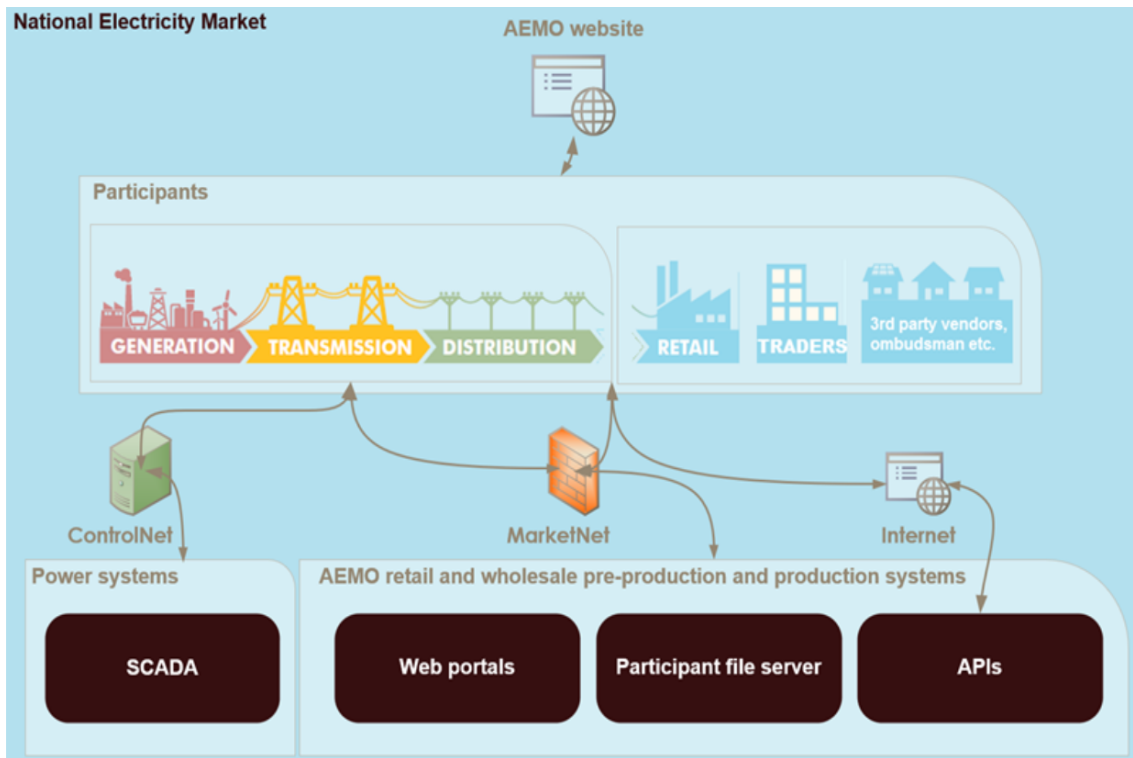 National Electricity Market
AEMO website
Participants
GENERATION
TRANSMISSION
DISTRIBUTION
RETAIL
TRADERS
3rd party vendors,
ombudsman etc.
ControlNet
MarketNet
Internet
Power systems
AEMO retail and wholesale pre-production and production systems
SCADA
Web portals
Participant file server
APIs